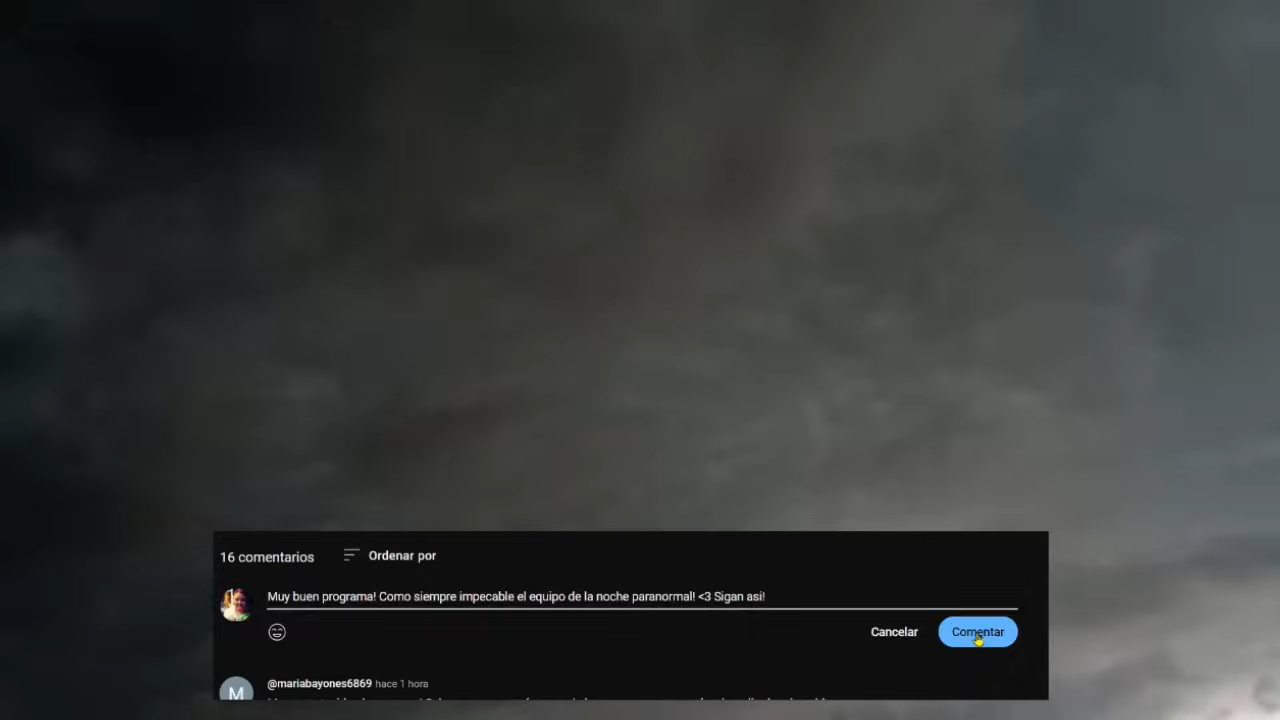 16 comentarios
Ordenar por
Muy buen programa! Como siempre impecable el equipo de la noche paranormal! <3 Sigan asi!
Cancelar
Comentar
M
@mariabayones6869 hace 1 hora